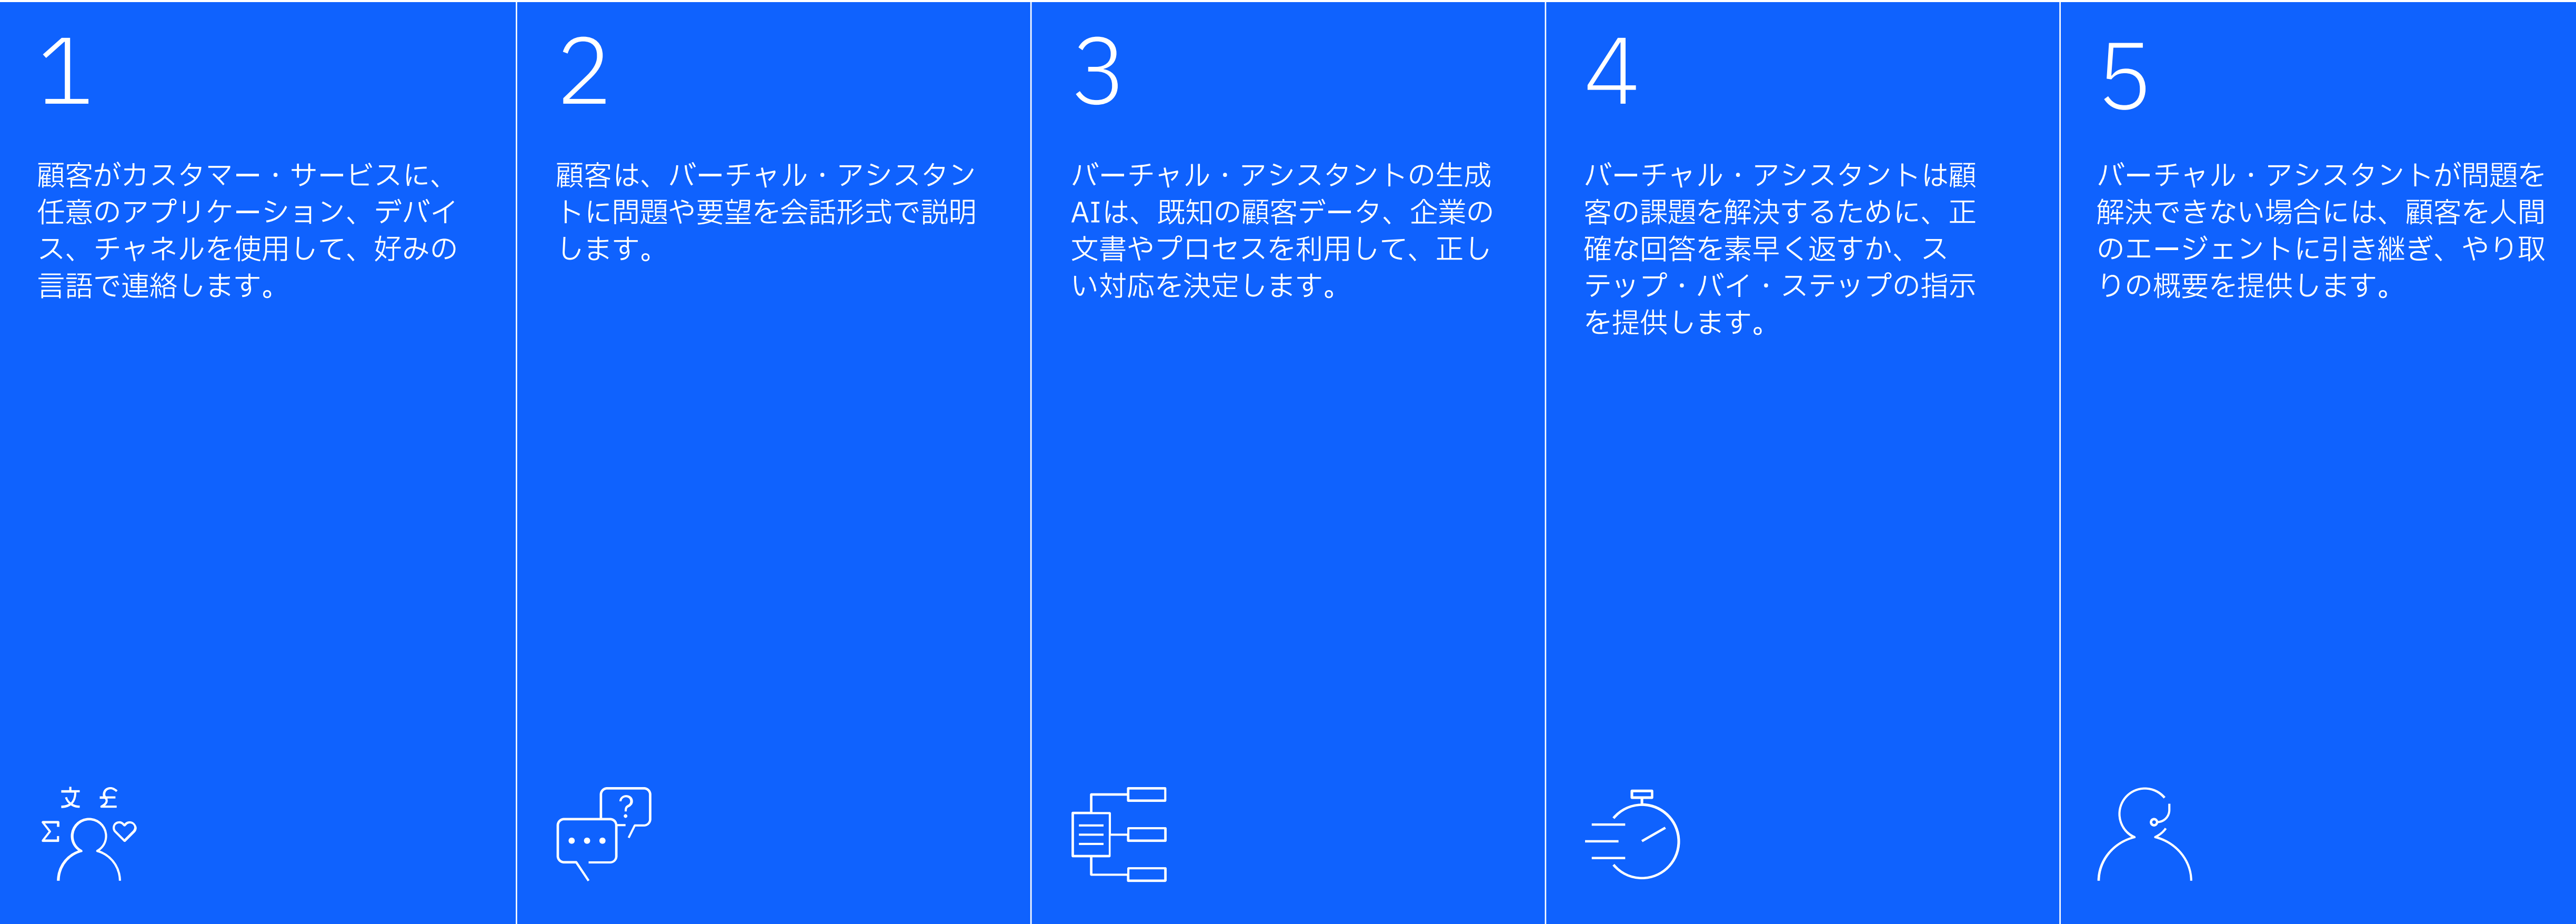 1
顧客がカスタマー・サービスに、
任意のアプリケーション、デバイ
ス、チャネルを使用して、好みの
言語で連絡します。
文 £
Σ
2
顧客は、バーチャル・アシスタン
トに問題や要望を会話形式で説明
します。
?
3
バーチャル・アシスタントの生成
AIは、既知の顧客データ、企業の
文書やプロセスを利用して、正し
い対応を決定します。
4
バーチャル・アシスタントは顧
客の課題を解決するために、正
確な回答を素早く返すか、ス
テップ・バイ・ステップの指示
を提供します。
5
バーチャル・アシスタントが問題を
解決できない場合には、顧客を人間
のエージェントに引き継ぎ、やり取
りの概要を提供します。